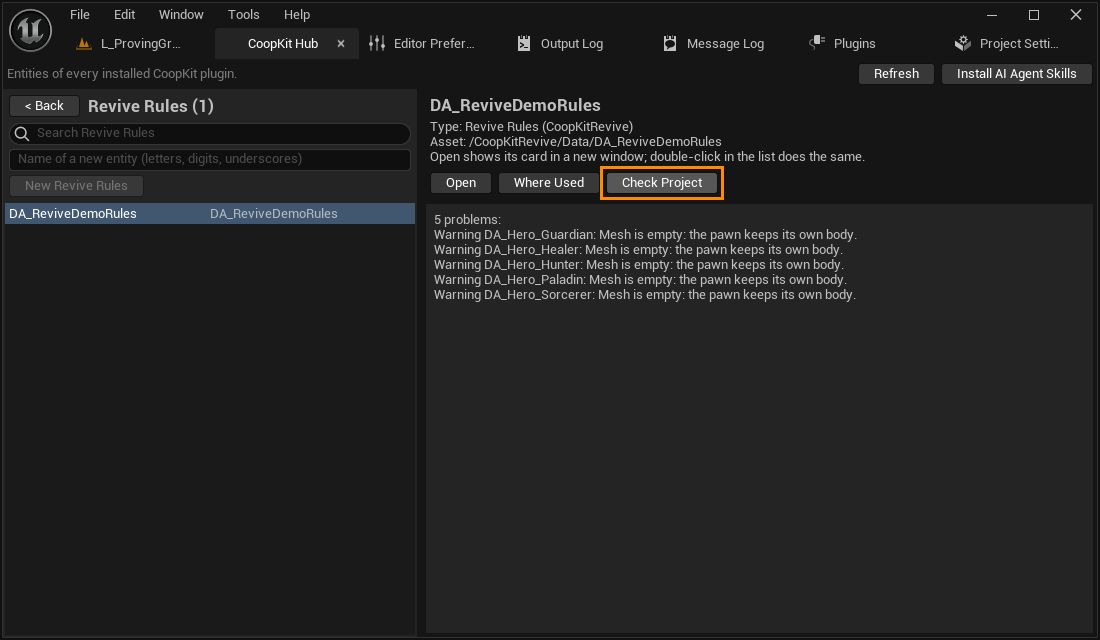 File Edit Window Tools Help
L_ProvingGr... CoopKit Hub × Editor Prefer... Output Log Message Log Plugins Project Setti...
Entities of every installed CoopKit plugin. Refresh Install AI Agent Skills
< Back Revive Rules (1)
Search Revive Rules
Name of a new entity (letters, digits, underscores)
New Revive Rules
DA_ReviveDemoRules DA_ReviveDemoRules
DA_ReviveDemoRules
Type: Revive Rules (CoopKitRevive)
Asset: /CoopKitRevive/Data/DA_ReviveDemoRules
Open shows its card in a new window; double-click in the list does the same.
Open Where Used Check Project
5 problems:
Warning DA_Hero_Guardian: Mesh is empty: the pawn keeps its own body.
Warning DA_Hero_Healer: Mesh is empty: the pawn keeps its own body.
Warning DA_Hero_Hunter: Mesh is empty: the pawn keeps its own body.
Warning DA_Hero_Paladin: Mesh is empty: the pawn keeps its own body.
Warning DA_Hero_Sorcerer: Mesh is empty: the pawn keeps its own body.